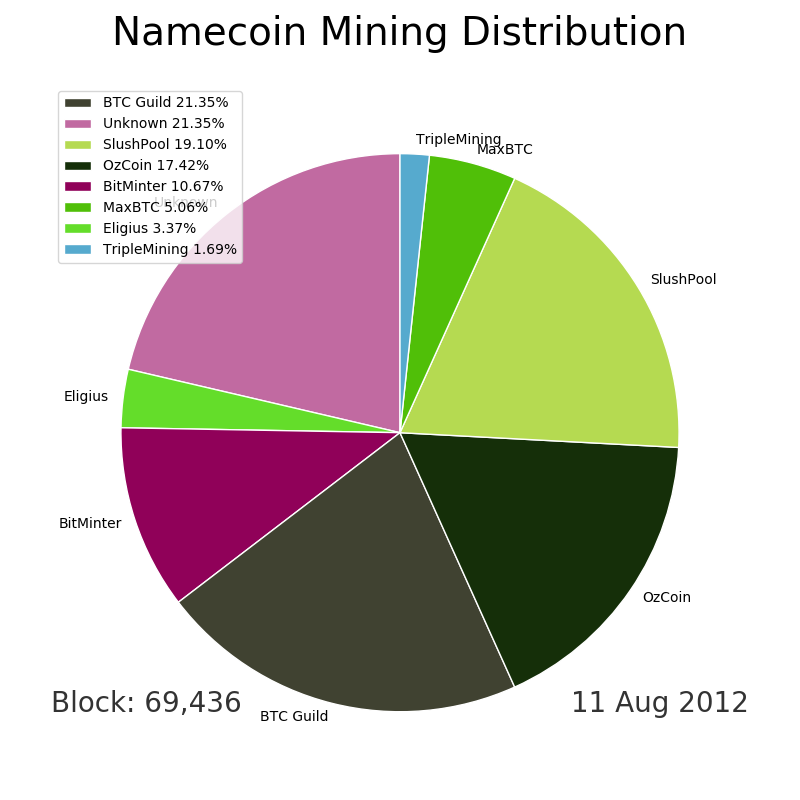 Namecoin Mining Distribution
BTC Guild 21.35%
Unknown 21.35%
SlushPool 19.10%
OzCoin 17.42%
BitMinter 10.67%
MaxBTC 5.06%
Eligius 3.37%
TripleMining 1.69%
TripleMining
MaxBTC
Unknown
SlushPool
Eligius
BitMinter
OzCoin
BTC Guild
Block: 69,436
11 Aug 2012